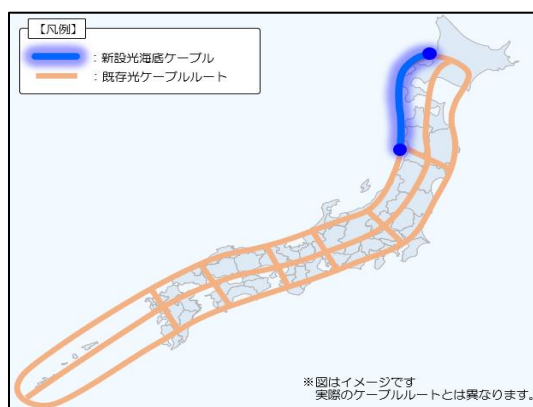 【凡例】
：新設光海底ケーブル
：既存光ケーブルルート
※図はイメージです
実際のケーブルルートとは異なります。